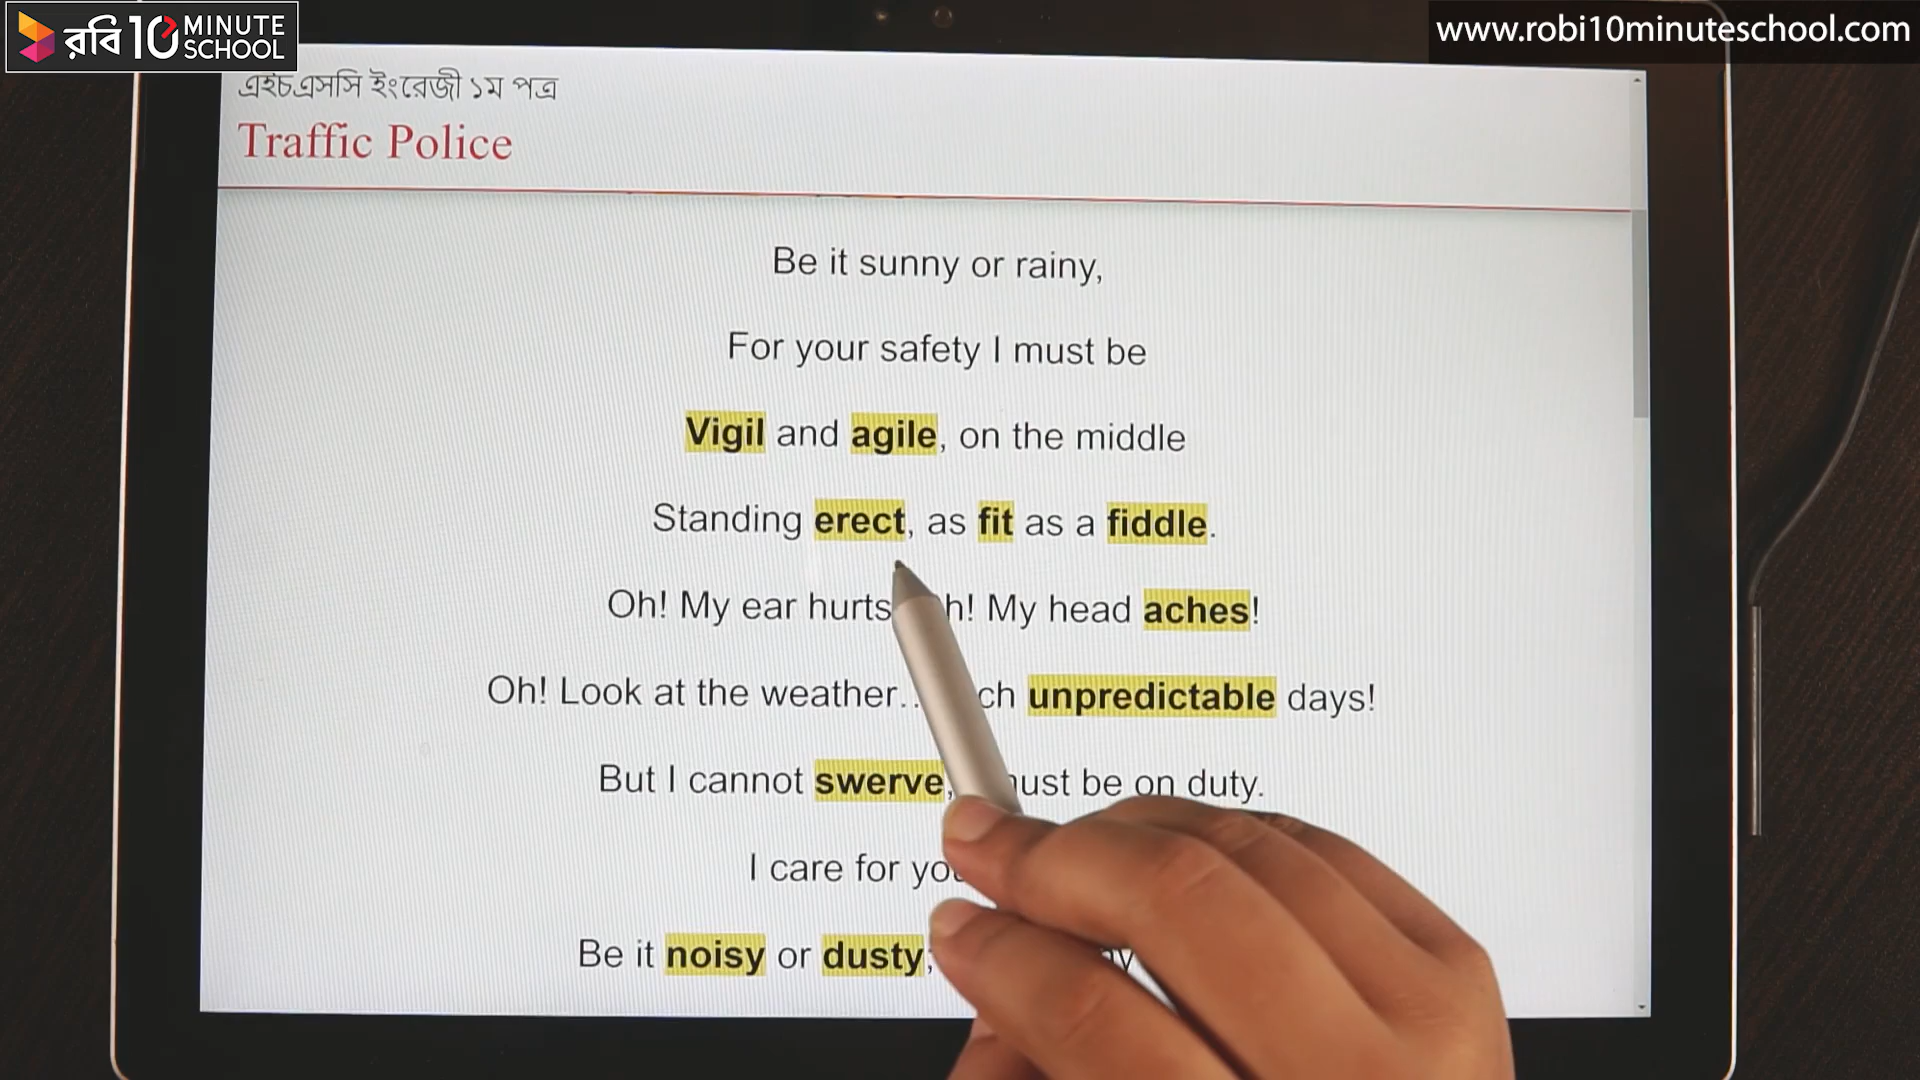 রবি 10 MINUTE SCHOOL
www.robi10minuteschool.com
এইচএসসি ইংরেজী ১ম পত্র
Traffic Police
Be it sunny or rainy,
For your safety I must be
Vigil and agile, on the middle
Standing erect, as fit as a fiddle.
Oh! My ear hurts h! My head aches!
Oh! Look at the weather.. ch unpredictable days!
But I cannot swerve, must be on duty.
I care for you
Be it noisy or dusty;